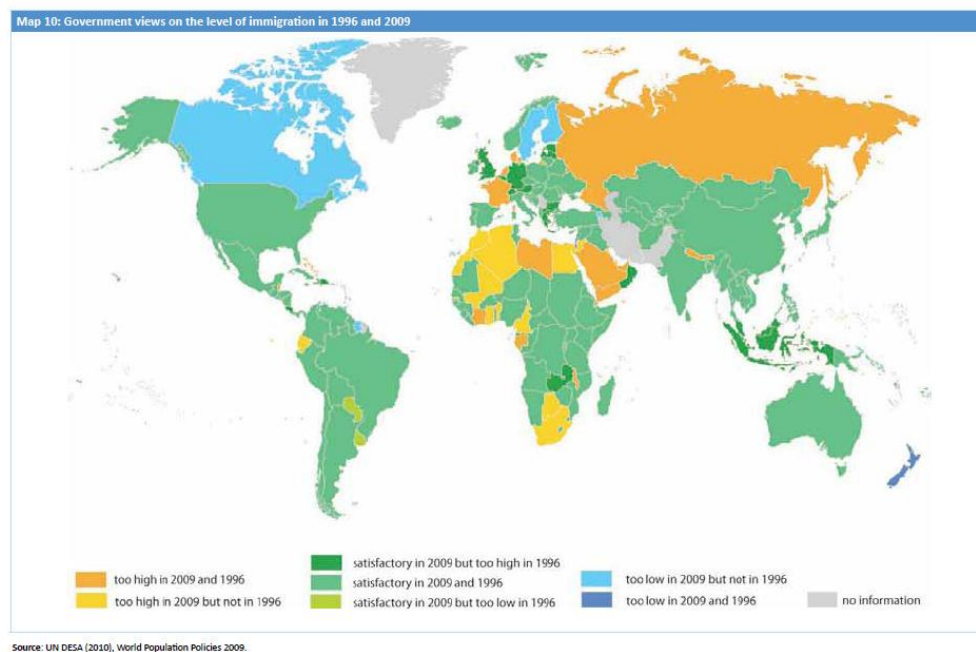 Map 10: Government views on the level of immigration in 1996 and 2009
too high in 2009 and 1996
too high in 2009 but not in 1996
satisfactory in 2009 but too high in 1996
satisfactory in 2009 and 1996
satisfactory in 2009 but too low in 1996
too low in 2009 but not in 1996
too low in 2009 and 1996
no information
Source: UN DESA (2010), World Population Policies 2009.